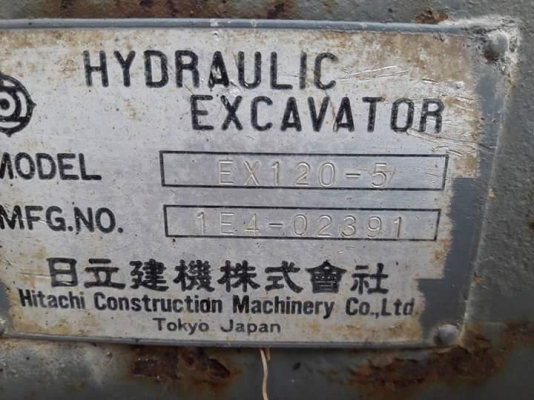 HYDRAULIC
EXCAVATOR
MODEL EX120-5
MFG.NO. 1E4-02391
日立建機株式會社
Hitachi Construction Machinery Co.,Ltd
Tokyo Japan